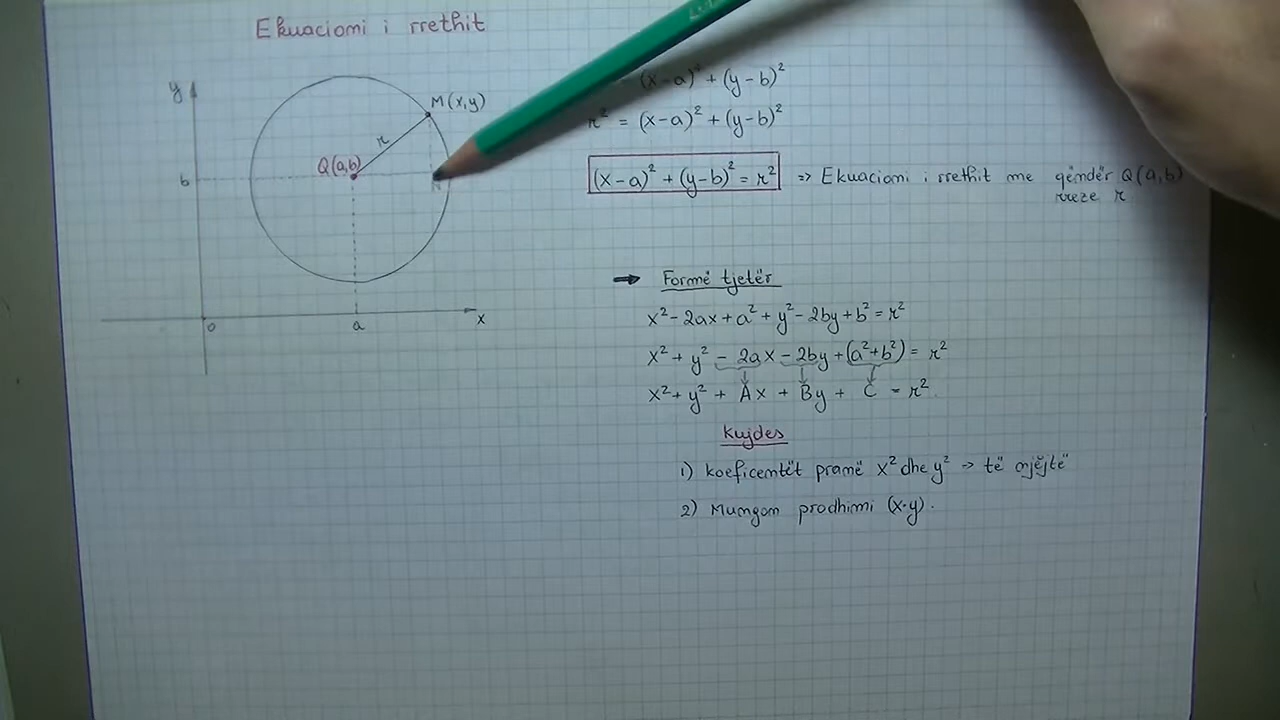 Ekuacioni i rrethit
y
M(x,y)
r
Q(a,b)
b
o
a
x
(x-a)² + (y-b)²
r² = (x-a)² + (y-b)²
(x-a)² + (y-b)² = r² => Ekuacioni i rrethit me qëndër Q(a,b)
rreze r
→ Formë tjetër
x² - 2ax + a² + y² - 2by + b² = r²
x² + y² - 2ax - 2by + (a² + b²) = r²
x² + y² + Ax + By + C = r²
Kujdes
1) koeficentët pranë x² dhe y² → të njëjtë
2) Mungon prodhimi (x·y).